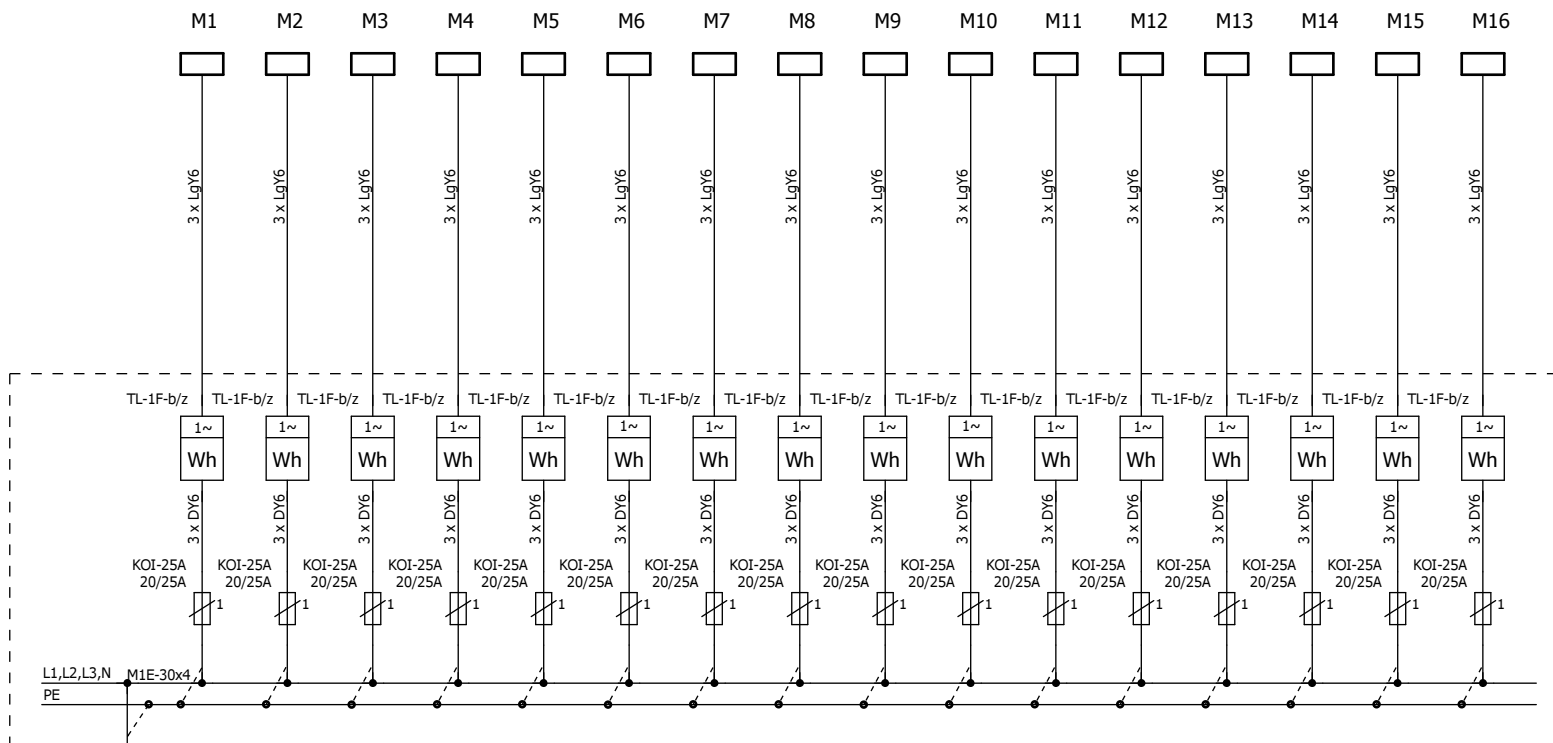 M1 M2 M3 M4 M5 M6 M7 M8 M9 M10 M11 M12 M13 M14 M15 M16
3 x LgY6 3 x LgY6 3 x LgY6 3 x LgY6 3 x LgY6 3 x LgY6 3 x LgY6 3 x LgY6 3 x LgY6 3 x LgY6 3 x LgY6 3 x LgY6 3 x LgY6 3 x LgY6 3 x LgY6 3 x LgY6
TL-1F-b/z TL-1F-b/z TL-1F-b/z TL-1F-b/z TL-1F-b/z TL-1F-b/z TL-1F-b/z TL-1F-b/z TL-1F-b/z TL-1F-b/z TL-1F-b/z TL-1F-b/z TL-1F-b/z TL-1F-b/z TL-1F-b/z TL-1F-b/z
1~ 1~ 1~ 1~ 1~ 1~ 1~ 1~ 1~ 1~ 1~ 1~ 1~ 1~ 1~ 1~
Wh Wh Wh Wh Wh Wh Wh Wh Wh Wh Wh Wh Wh Wh Wh Wh
3 x DY6 3 x DY6 3 x DY6 3 x DY6 3 x DY6 3 x DY6 3 x DY6 3 x DY6 3 x DY6 3 x DY6 3 x DY6 3 x DY6 3 x DY6 3 x DY6 3 x DY6 3 x DY6
KOI-25A KOI-25A KOI-25A KOI-25A KOI-25A KOI-25A KOI-25A KOI-25A KOI-25A KOI-25A KOI-25A KOI-25A KOI-25A KOI-25A KOI-25A KOI-25A
20/25A 20/25A 20/25A 20/25A 20/25A 20/25A 20/25A 20/25A 20/25A 20/25A 20/25A 20/25A 20/25A 20/25A 20/25A 20/25A
1 1 1 1 1 1 1 1 1 1 1 1 1 1 1 1
L1,L2,L3,N M1E-30x4
PE